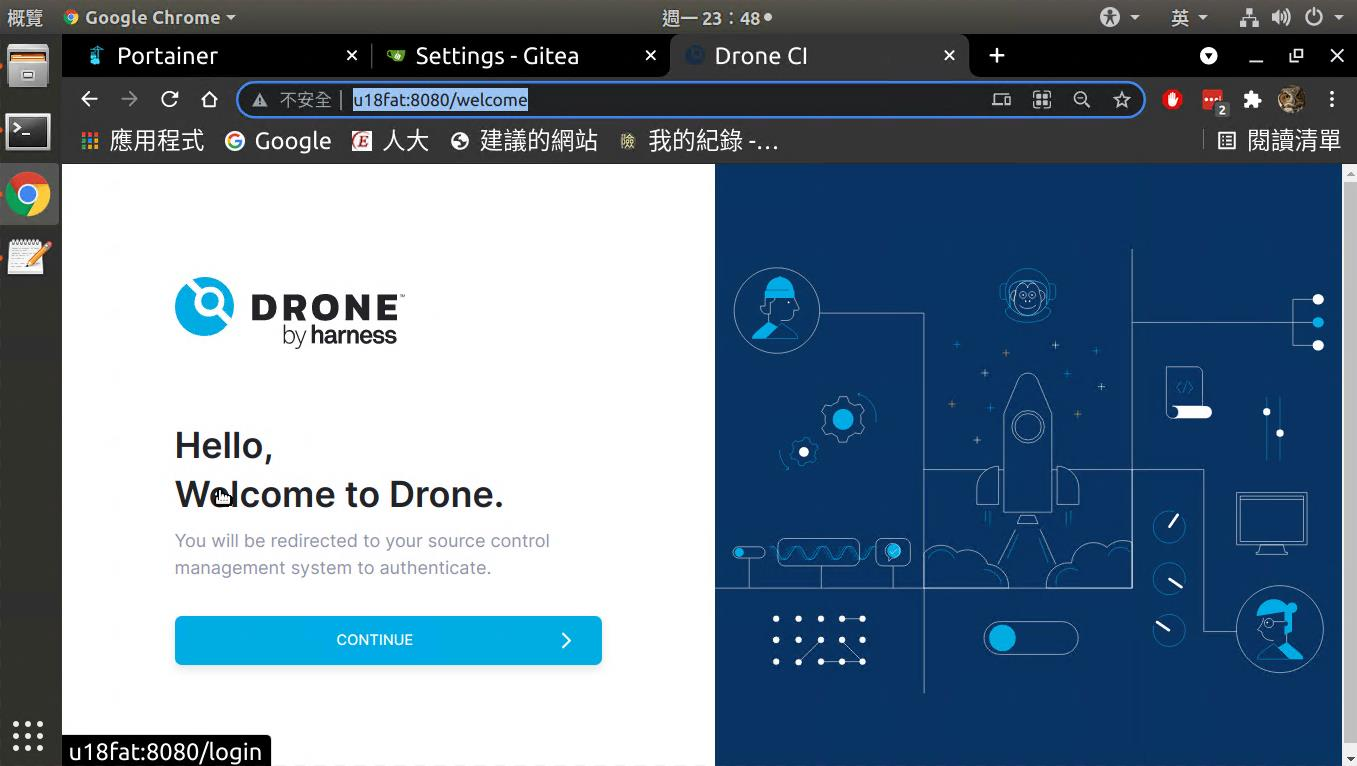 概覽 Google Chrome 週一 23：48 英
Portainer Settings - Gitea Drone CI
不安全 u18fat:8080/welcome 2
應用程式 Google 人大 建議的網站 我的紀錄 -… 閱讀清單
DRONE™
by harness
Hello,
Welcome to Drone.
You will be redirected to your source control
management system to authenticate.
CONTINUE
u18fat:8080/login